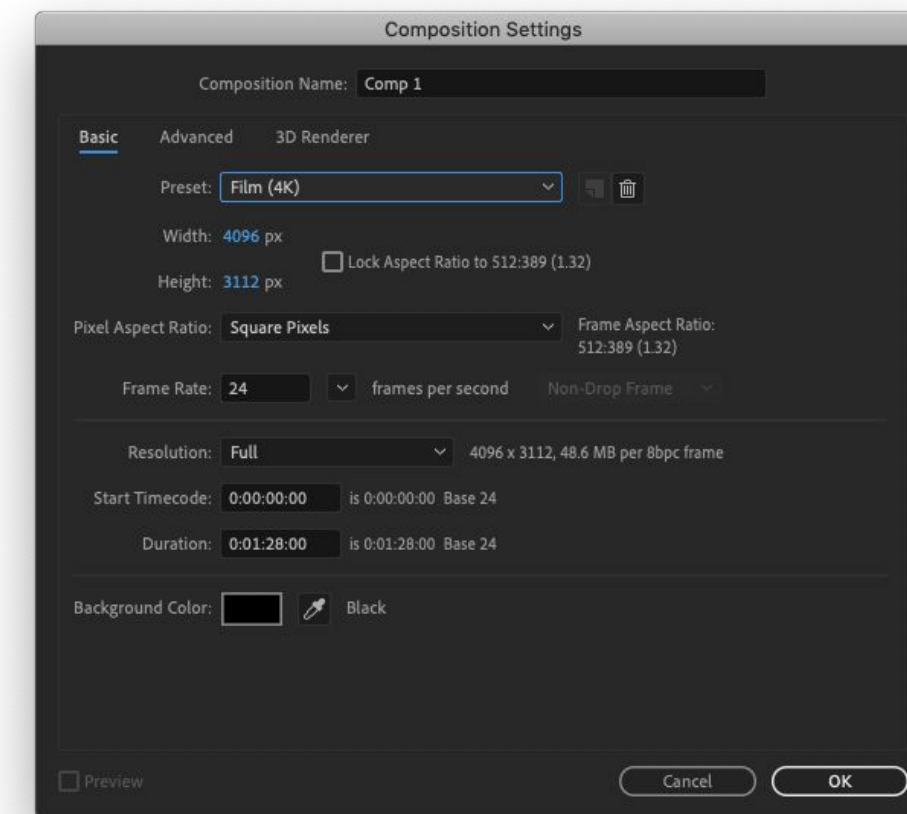 Composition Settings
Composition Name: Comp 1
Basic Advanced 3D Renderer
Preset: Film (4K)
Width: 4096 px
Lock Aspect Ratio to 512:389 (1.32)
Height: 3112 px
Pixel Aspect Ratio: Square Pixels
Frame Aspect Ratio:
512:389 (1.32)
Frame Rate: 24 frames per second Non-Drop Frame
Resolution: Full 4096 x 3112, 48.6 MB per 8bpc frame
Start Timecode: 0:00:00:00 is 0:00:00:00 Base 24
Duration: 0:01:28:00 is 0:01:28:00 Base 24
Background Color: Black
Preview Cancel OK